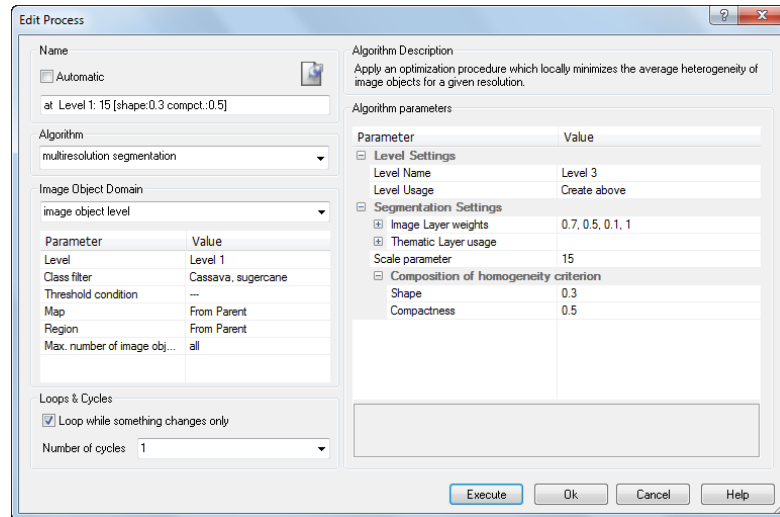 Edit Process
Name
Automatic
at Level 1: 15 [shape:0.3 compct.:0.5]
Algorithm
multiresolution segmentation
Image Object Domain
image object level
Parameter Value
Level Level 1
Class filter Cassava, sugercane
Threshold condition ---
Map From Parent
Region From Parent
Max. number of image obj... all
Loops & Cycles
Loop while something changes only
Number of cycles 1
Algorithm Description
Apply an optimization procedure which locally minimizes the average heterogeneity of
image objects for a given resolution.
Algorithm parameters
Parameter Value
Level Settings
Level Name Level 3
Level Usage Create above
Segmentation Settings
Image Layer weights 0.7, 0.5, 0.1, 1
Thematic Layer usage
Scale parameter 15
Composition of homogeneity criterion
Shape 0.3
Compactness 0.5
Execute Ok Cancel Help